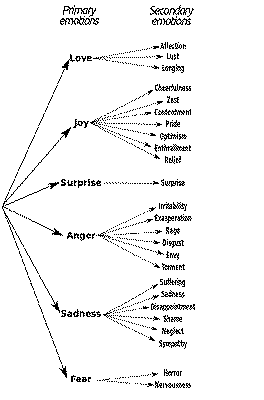 Primary emotions
Secondary emotions
Love
Affection
Lust
Longing
Joy
Cheerfulness
Zest
Contentment
Pride
Optimism
Enthrallment
Relief
Surprise
Surprise
Anger
Irritability
Exasperation
Rage
Disgust
Envy
Torment
Sadness
Suffering
Sadness
Disappointment
Shame
Neglect
Sympathy
Fear
Horror
Nervousness